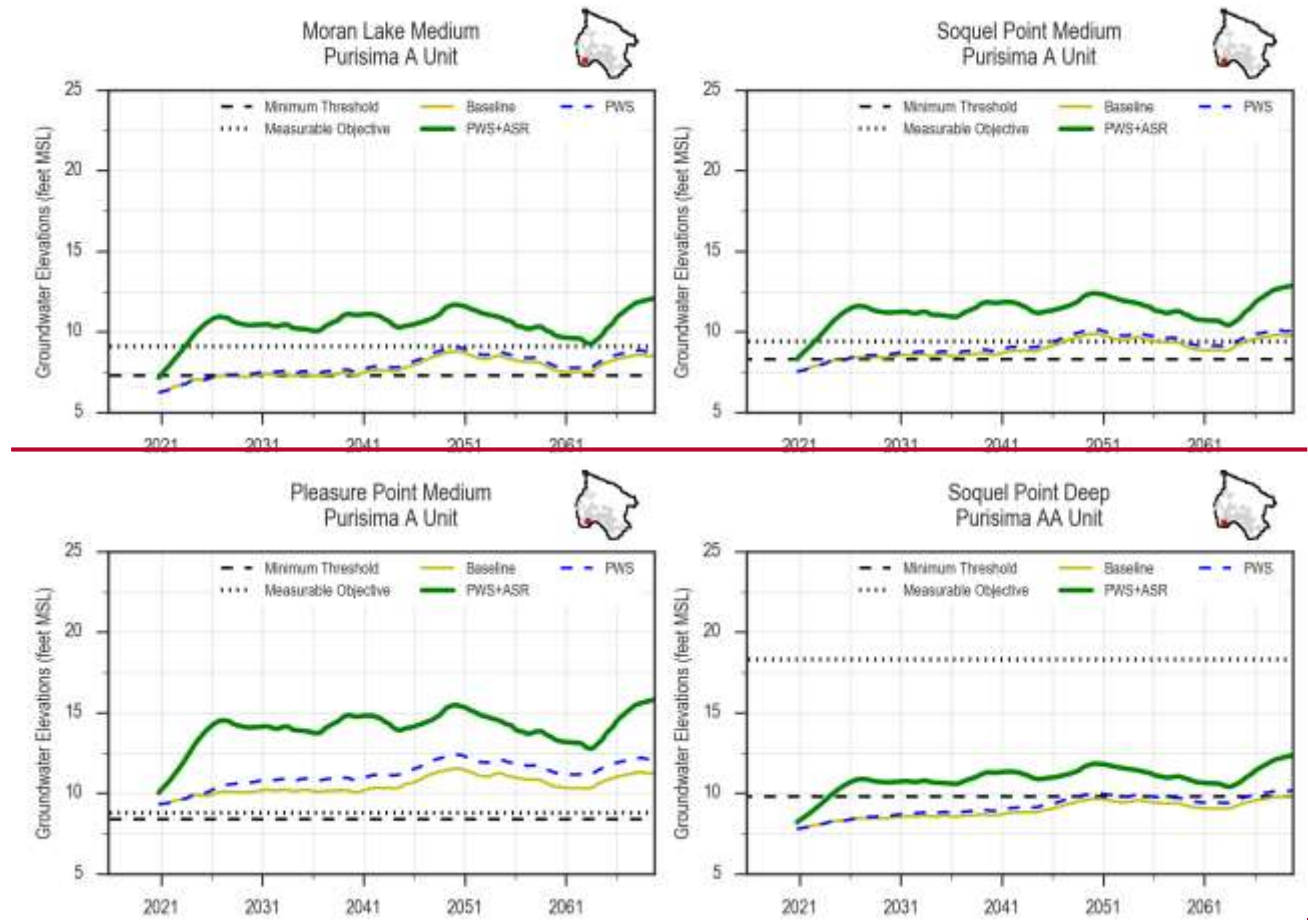 Moran Lake Medium
Purisima A Unit
Groundwater Elevations (feet MSL)
25
20
15
10
5
Minimum Threshold
Baseline
PWS
Measurable Objective
PWS+ASR
2021
2031
2041
2051
2061
Soquel Point Medium
Purisima A Unit
Groundwater Elevations (feet MSL)
25
20
15
10
5
Minimum Threshold
Baseline
PWS
Measurable Objective
PWS+ASR
2021
2031
2041
2051
2061
Pleasure Point Medium
Purisima A Unit
Groundwater Elevations (feet MSL)
25
20
15
10
5
Minimum Threshold
Baseline
PWS
Measurable Objective
PWS+ASR
2021
2031
2041
2051
2061
Soquel Point Deep
Purisima AA Unit
Groundwater Elevations (feet MSL)
25
20
15
10
5
Minimum Threshold
Baseline
PWS
Measurable Objective
PWS+ASR
2021
2031
2041
2051
2061